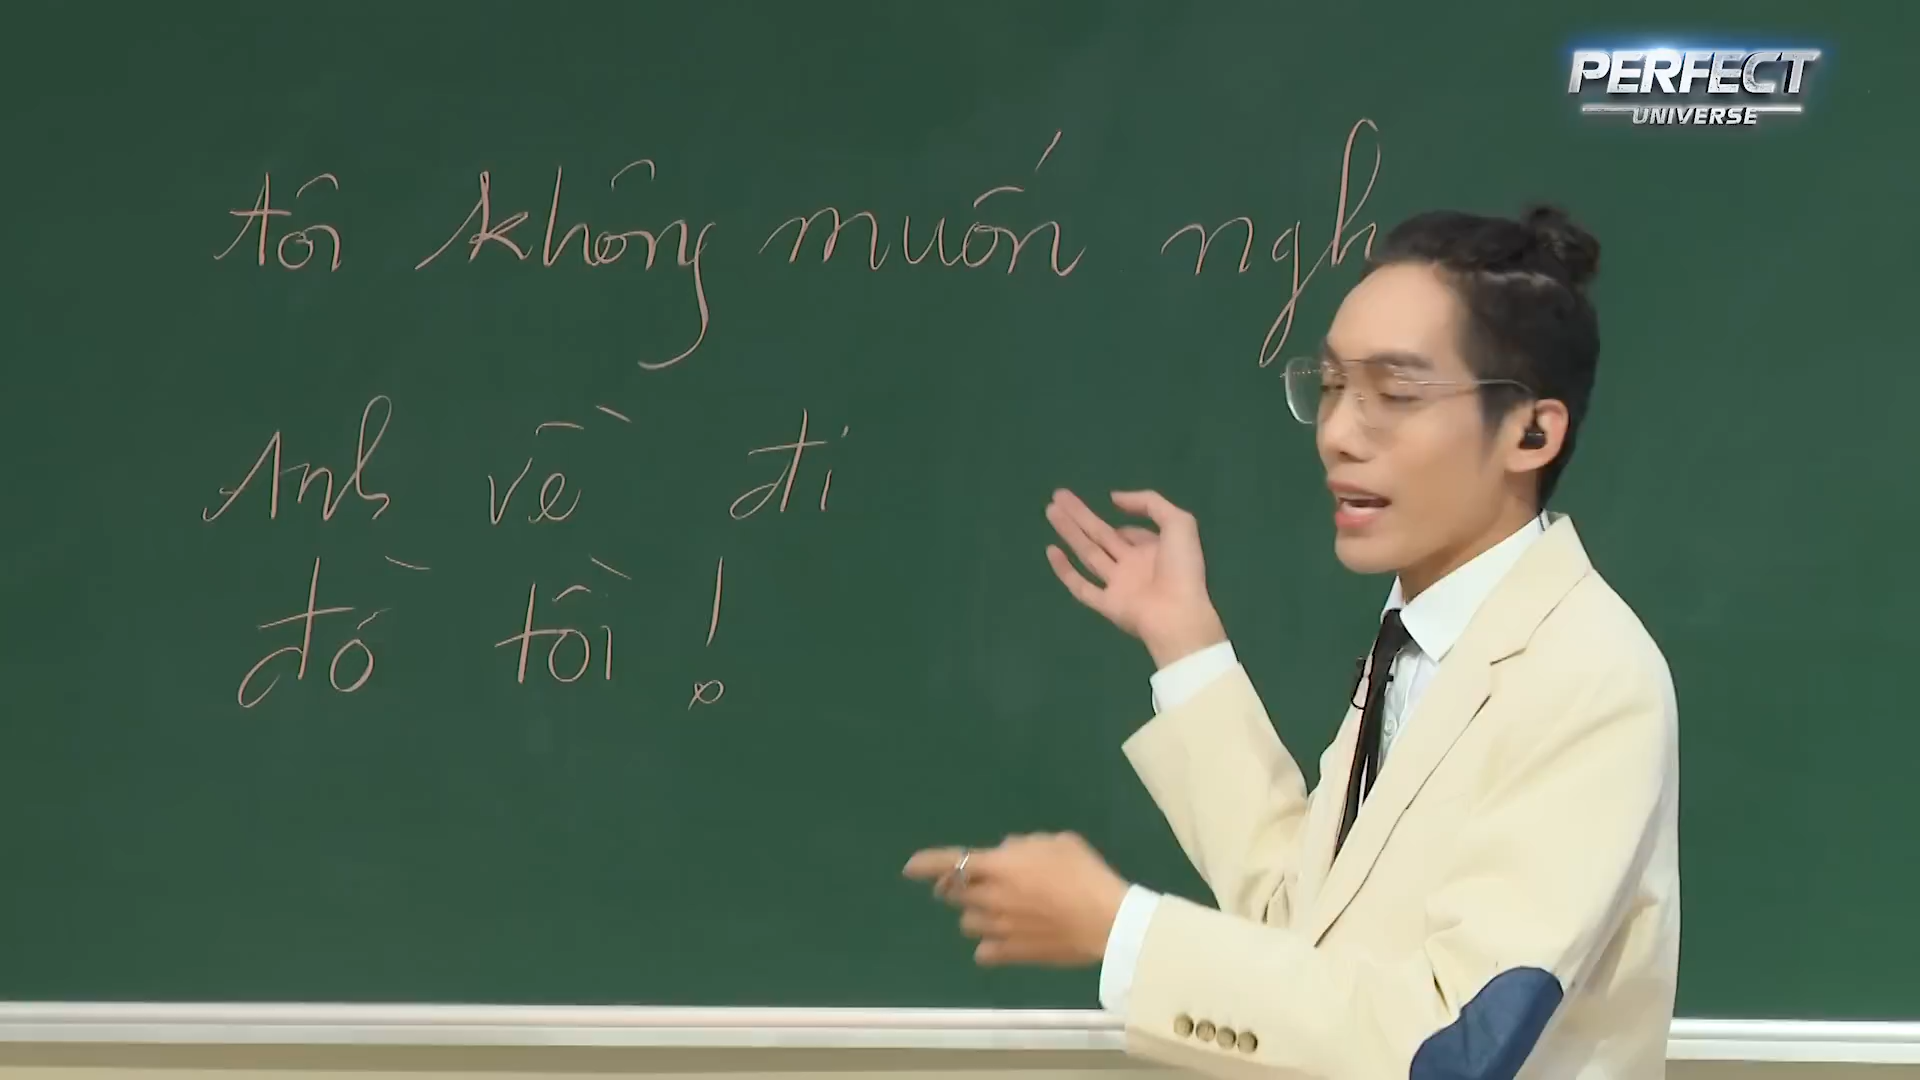 PERFECT
UNIVERSE
tôi không muốn ngh
Anh về đi
đồ tồi!